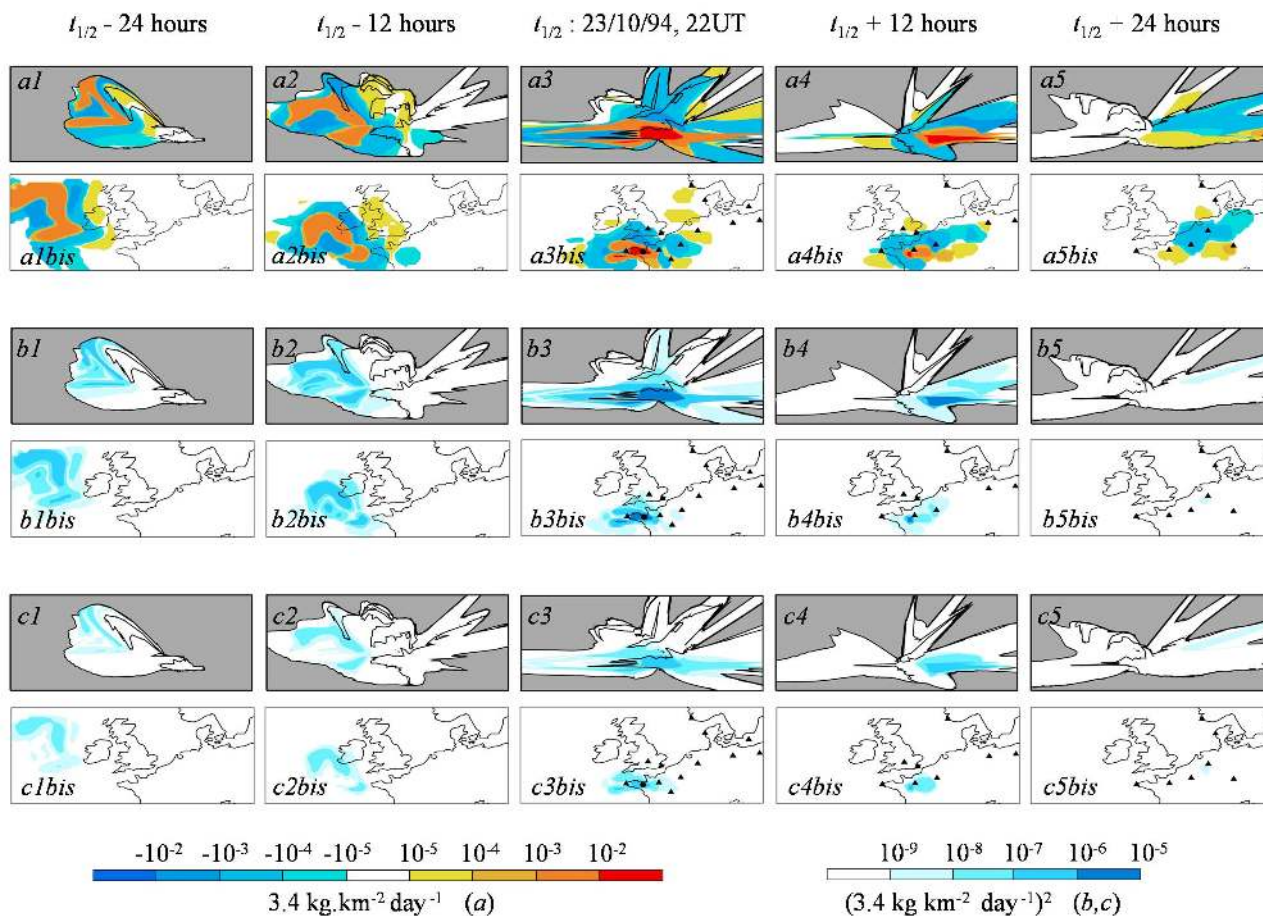 t1/2 - 24 hours t1/2 - 12 hours t1/2 : 23/10/94, 22UT t1/2 + 12 hours t1/2 + 24 hours
a1 a2 a3 a4 a5
a1bis a2bis a3bis a4bis a5bis
b1 b2 b3 b4 b5
b1bis b2bis b3bis b4bis b5bis
c1 c2 c3 c4 c5
c1bis c2bis c3bis c4bis c5bis
-10⁻² -10⁻³ -10⁻⁴ -10⁻⁵ 10⁻⁵ 10⁻⁴ 10⁻³ 10⁻² 10⁻⁹ 10⁻⁸ 10⁻⁷ 10⁻⁶ 10⁻⁵
3.4 kg.km⁻² day⁻¹ (a) (3.4 kg.km⁻² day⁻¹)² (b,c)